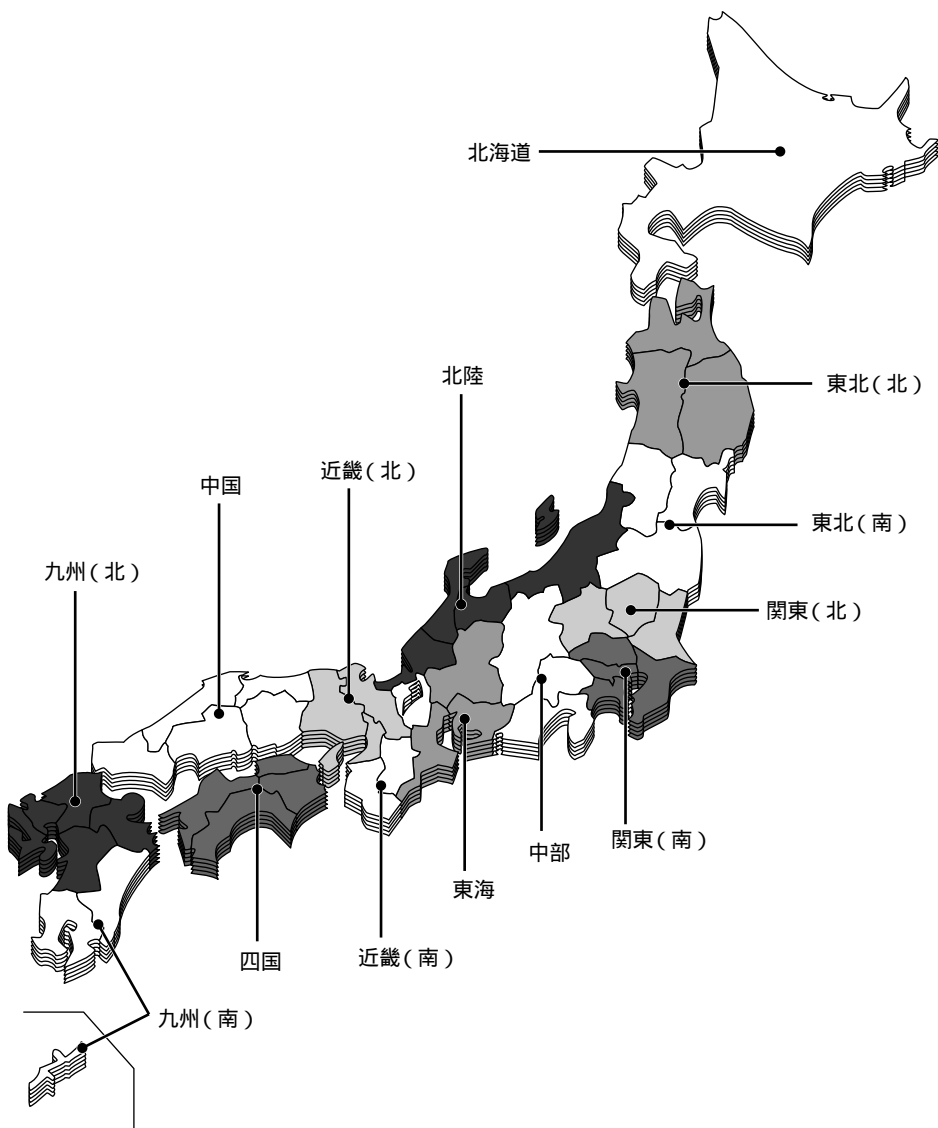 北海道
北陸
東北(北)
近畿(北)
中国
東北(南)
九州(北)
関東(北)
関東(南)
中部
東海
近畿(南)
四国
九州(南)